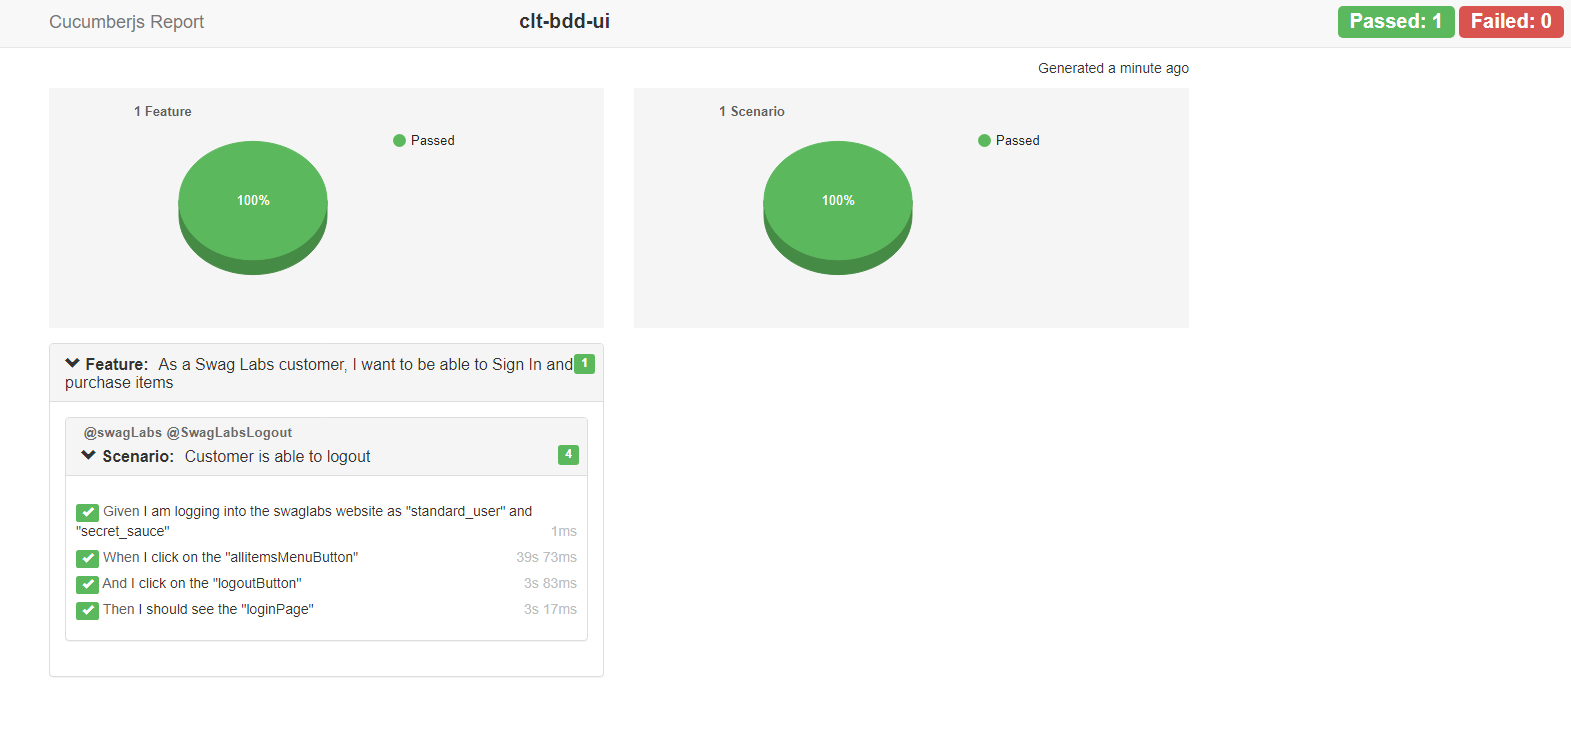 Cucumberjs Report
clt-bdd-ui
Passed: 1
Failed: 0
Generated a minute ago
1 Feature
Passed
100%
1 Scenario
Passed
100%
Feature: As a Swag Labs customer, I want to be able to Sign In and 1
purchase items
@swagLabs @SwagLabsLogout
Scenario: Customer is able to logout 4
Given I am logging into the swaglabs website as "standard_user" and
"secret_sauce" 1ms
When I click on the "allitemsMenuButton" 39s 73ms
And I click on the "logoutButton" 3s 83ms
Then I should see the "loginPage" 3s 17ms